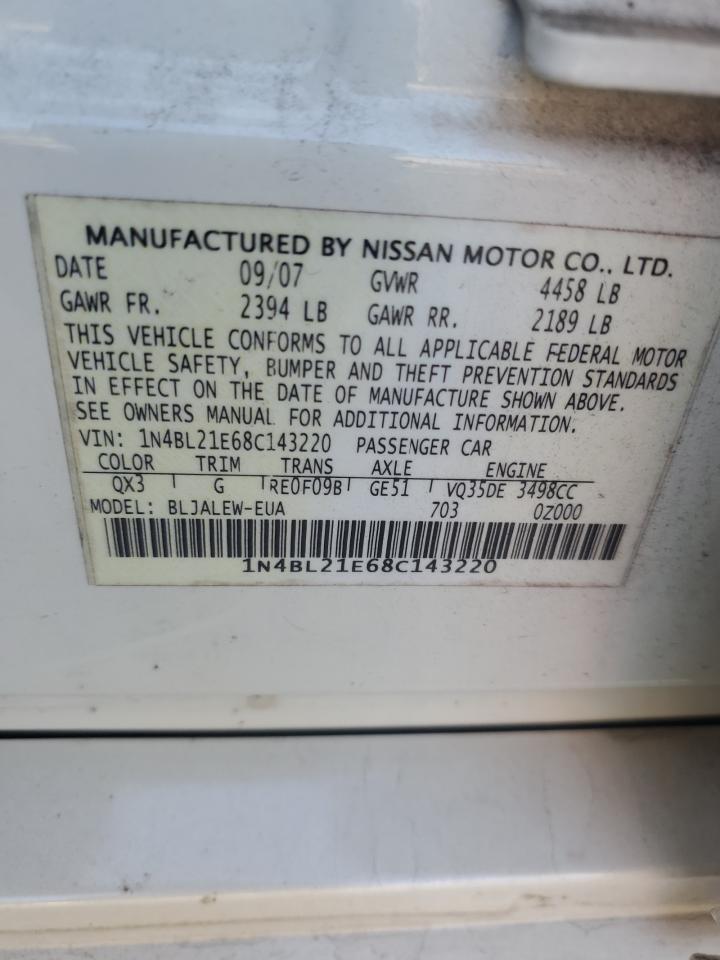 MANUFACTURED BY NISSAN MOTOR CO., LTD.
DATE 09/07 GVWR 4458 LB
GAWR FR. 2394 LB GAWR RR. 2189 LB
THIS VEHICLE CONFORMS TO ALL APPLICABLE FEDERAL MOTOR
VEHICLE SAFETY, BUMPER AND THEFT PREVENTION STANDARDS
IN EFFECT ON THE DATE OF MANUFACTURE SHOWN ABOVE.
SEE OWNERS MANUAL FOR ADDITIONAL INFORMATION.
VIN: 1N4BL21E68C143220 PASSENGER CAR
COLOR TRIM TRANS AXLE ENGINE
QX3 G RE0F09B GE51 VQ35DE 3498CC
MODEL: BLJALEW-EUA 703 0Z000
1N4BL21E68C143220